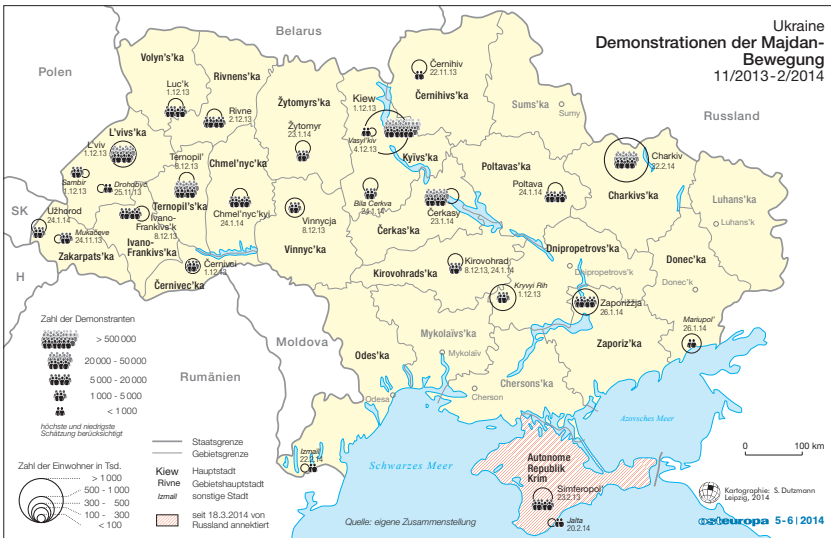 Ukraine
Demonstrationen der Majdan-
Bewegung
11/2013-2/2014
Belarus
Polen
Russland
SK
H
Rumänien
Moldova
Volyns'ka
Luc'k
1.12.13
Rivnens'ka
Rivne
2.12.13
Žytomyrs'ka
Žytomyr
23.1.14
Kiew
1.12.13
Vasyl'kiv
4.12.13
Kyïvs'ka
Bila Cerkva
24.1.14
Černihiv
22.11.13
Černihivs'ka
Sums'ka
Sumy
L'vivs'ka
L'viv
1.12.13
Sambir
1.12.13
Drohobyč
25.11.13
Ternopil'
8.12.13
Ternopil's'ka
Chmel'nyc'ka
Chmel'nyc'kyi
24.1.14
Užhorod
24.1.14
Mukačeve
24.11.13
Zakarpats'ka
Ivano-
Frankivs'k
8.12.13
Ivano-
Frankivs'ka
Černivci
1.12.13
Černivec'ka
Vinnycja
8.12.13
Vinnyc'ka
Čerkasy
23.1.14
Čerkas'ka
Poltavas'ka
Poltava
24.1.14
Charkiv
22.2.14
Charkivs'ka
Luhans'ka
Luhans'k
Kirovohrad
8.12.13, 24.1.14
Kirovohrads'ka
Kryvyi Rih
1.12.13
Dnipropetrovs'ka
Dnipropetrovs'k
Donec'ka
Donec'k
Zaporižžja
26.1.14
Zaporiz'ka
Mariupol'
26.1.14
Mykolaïvs'ka
Mykolaïv
Odes'ka
Odesa
Chersons'ka
Cherson
Izmaïl
22.2.14
Autonome
Republik
Krim
Simferopol'
23.2.13
Jalta
20.2.14
Schwarzes Meer
Azovsches Meer
Zahl der Demonstranten
> 500 000
20 000 - 50 000
5 000 - 20 000
1 000 - 5 000
< 1 000
höchste und niedrigste
Schätzung berücksichtigt
Zahl der Einwohner in Tsd.
> 1 000
500 - 1 000
300 - 500
100 - 300
< 100
Staatsgrenze
Gebietsgrenze
Kiew Hauptstadt
Rivne Gebietshauptstadt
Izmaïl sonstige Stadt
seit 18.3.2014 von
Russland annektiert
Quelle: eigene Zusammenstellung
0 100 km
Kartographie: S. Dutzmann
Leipzig, 2014
osteuropa 5-6 | 2014